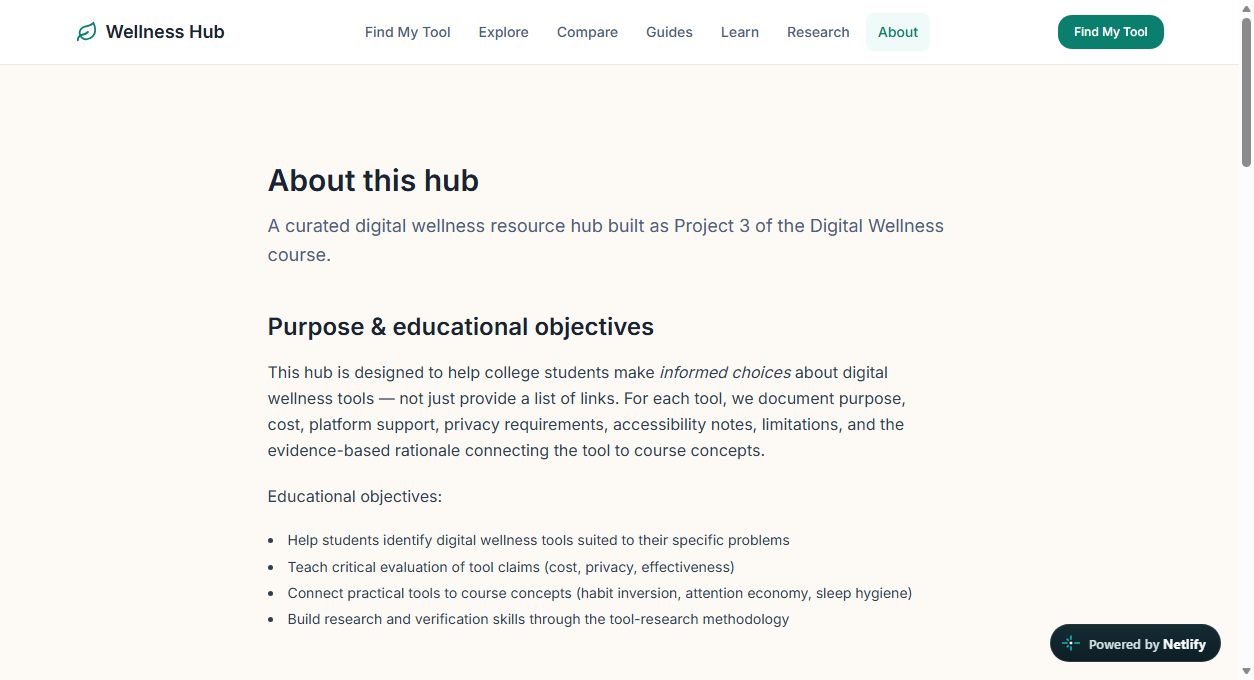 Wellness Hub
Find My Tool
Explore
Compare
Guides
Learn
Research
About
Find My Tool
About this hub
A curated digital wellness resource hub built as Project 3 of the Digital Wellness
course.
Purpose & educational objectives
This hub is designed to help college students make informed choices about digital
wellness tools — not just provide a list of links. For each tool, we document purpose,
cost, platform support, privacy requirements, accessibility notes, limitations, and the
evidence-based rationale connecting the tool to course concepts.
Educational objectives:
• Help students identify digital wellness tools suited to their specific problems
• Teach critical evaluation of tool claims (cost, privacy, effectiveness)
• Connect practical tools to course concepts (habit inversion, attention economy, sleep hygiene)
• Build research and verification skills through the tool-research methodology
Powered by Netlify